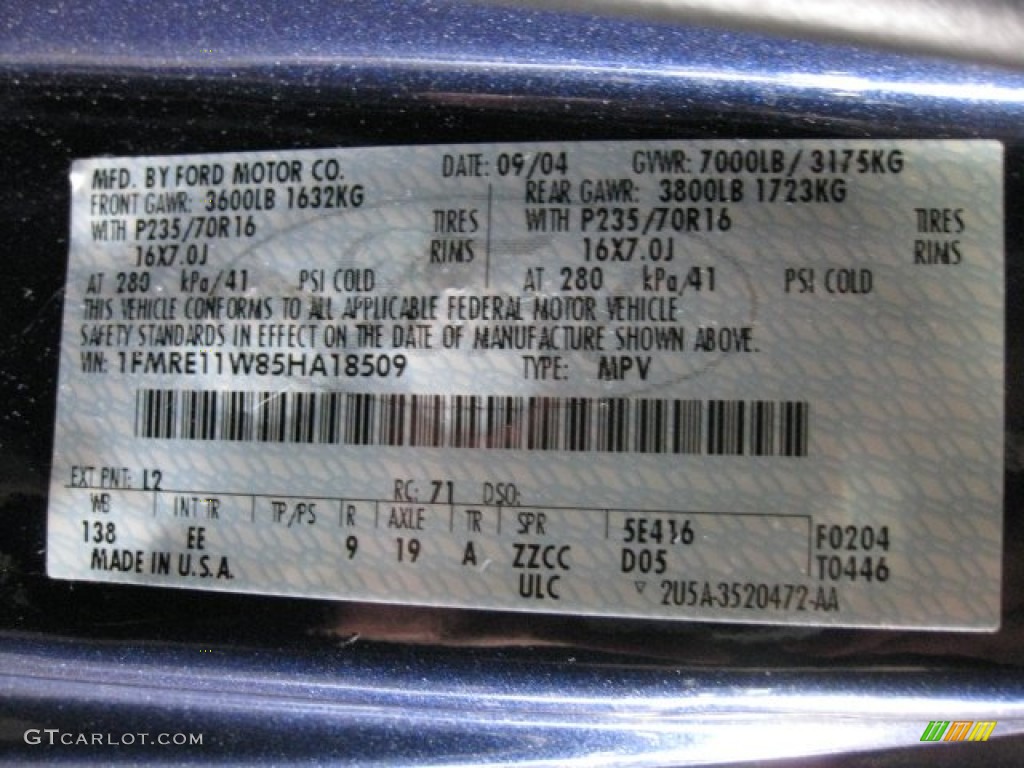 MFD. BY FORD MOTOR CO. DATE: 09/04 GVWR: 7000LB/ 3175KG
FRONT GAWR: 3600LB 1632KG REAR GAWR: 3800LB 1723KG
WITH P235/70R16 TIRES WITH P235/70R16 TIRES
16X7.0J RIMS 16X7.0J RIMS
AT 280 kPa/41 PSI COLD AT 280 kPa/41 PSI COLD
THIS VEHICLE CONFORMS TO ALL APPLICABLE FEDERAL MOTOR VEHICLE
SAFETY STANDARDS IN EFFECT ON THE DATE OF MANUFACTURE SHOWN ABOVE.
VIN: 1FMRE11W85HA18509 TYPE: MPV
EXT PNT: L2 RC: 71 DSO:
WB INT TR TP/PS R AXLE TR SPR 5E416 F0204
138 EE 9 19 A ZZCC D05 T0446
MADE IN U.S.A. ULC ▽ 2U5A-3520472-AA
GTCARLOT.COM